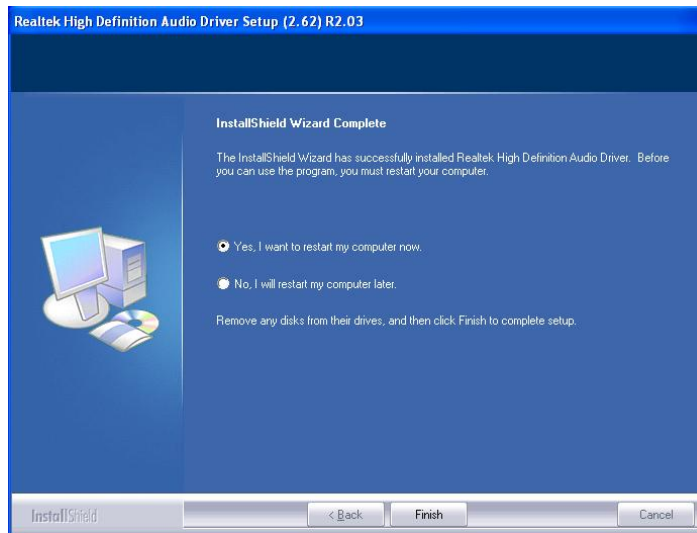 Realtek High Definition Audio Driver Setup (2.62) R2.03
InstallShield Wizard Complete
The InstallShield Wizard has successfully installed Realtek High Definition Audio Driver. Before
you can use the program, you must restart your computer.
Yes, I want to restart my computer now.
No, I will restart my computer later.
Remove any disks from their drives, and then click Finish to complete setup.
InstallShield
< Back
Finish
Cancel